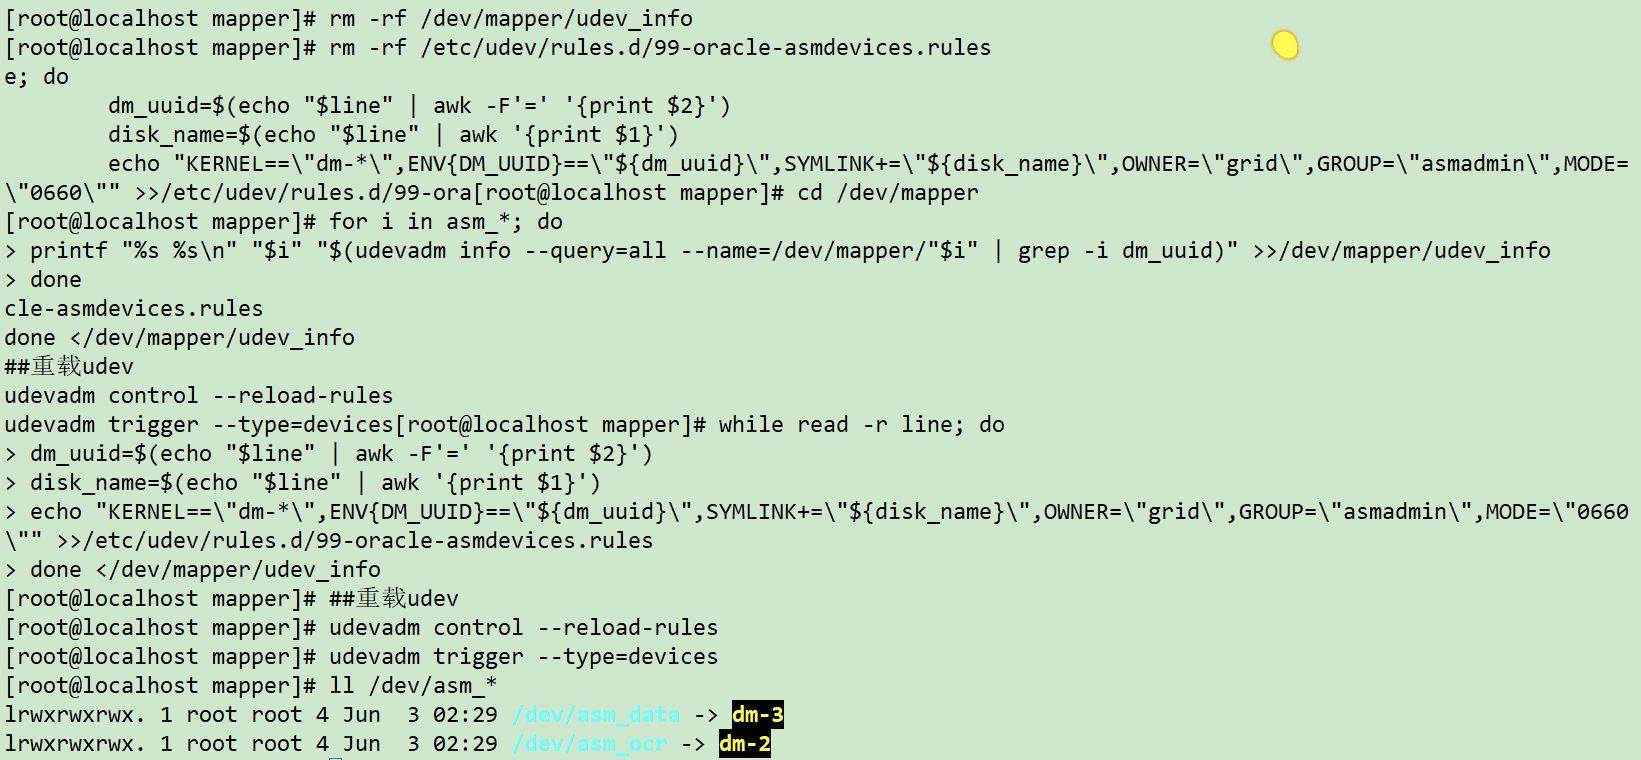 [root@localhost mapper]# rm -rf /dev/mapper/udev_info
[root@localhost mapper]# rm -rf /etc/udev/rules.d/99-oracle-asmdevices.rules
e; do
        dm_uuid=$(echo "$line" | awk -F'=' '{print $2}')
        disk_name=$(echo "$line" | awk '{print $1}')
        echo "KERNEL==\"dm-*\",ENV{DM_UUID}==\"${dm_uuid}\",SYMLINK+=\"${disk_name}\",OWNER=\"grid\",GROUP=\"asmadmin\",MODE=
\"0660\"" >>/etc/udev/rules.d/99-ora[root@localhost mapper]# cd /dev/mapper
[root@localhost mapper]# for i in asm_*; do
> printf "%s %s\n" "$i" "$(udevadm info --query=all --name=/dev/mapper/"$i" | grep -i dm_uuid)" >>/dev/mapper/udev_info
> done
cle-asmdevices.rules
done </dev/mapper/udev_info
##重载udev
udevadm control --reload-rules
udevadm trigger --type=devices[root@localhost mapper]# while read -r line; do
> dm_uuid=$(echo "$line" | awk -F'=' '{print $2}')
> disk_name=$(echo "$line" | awk '{print $1}')
> echo "KERNEL==\"dm-*\",ENV{DM_UUID}==\"${dm_uuid}\",SYMLINK+=\"${disk_name}\",OWNER=\"grid\",GROUP=\"asmadmin\",MODE=\"0660
\"" >>/etc/udev/rules.d/99-oracle-asmdevices.rules
> done </dev/mapper/udev_info
[root@localhost mapper]# ##重载udev
[root@localhost mapper]# udevadm control --reload-rules
[root@localhost mapper]# udevadm trigger --type=devices
[root@localhost mapper]# ll /dev/asm_*
lrwxrwxrwx. 1 root root 4 Jun  3 02:29 /dev/asm_data -> dm-3
lrwxrwxrwx. 1 root root 4 Jun  3 02:29 /dev/asm_ocr -> dm-2